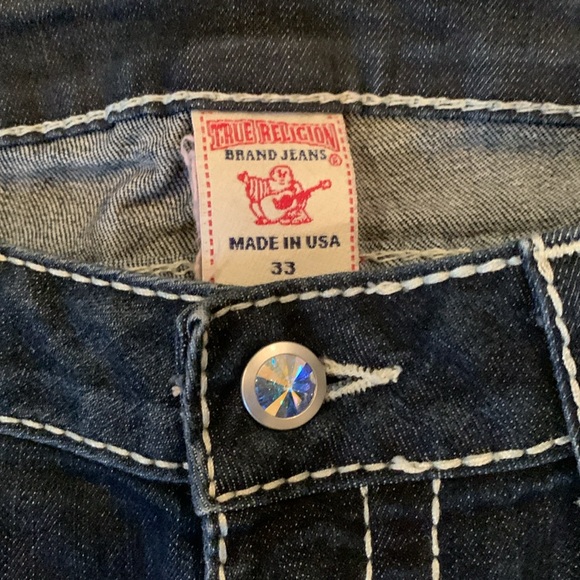 TRUE RELIGION
BRAND JEANS®
MADE IN USA
33